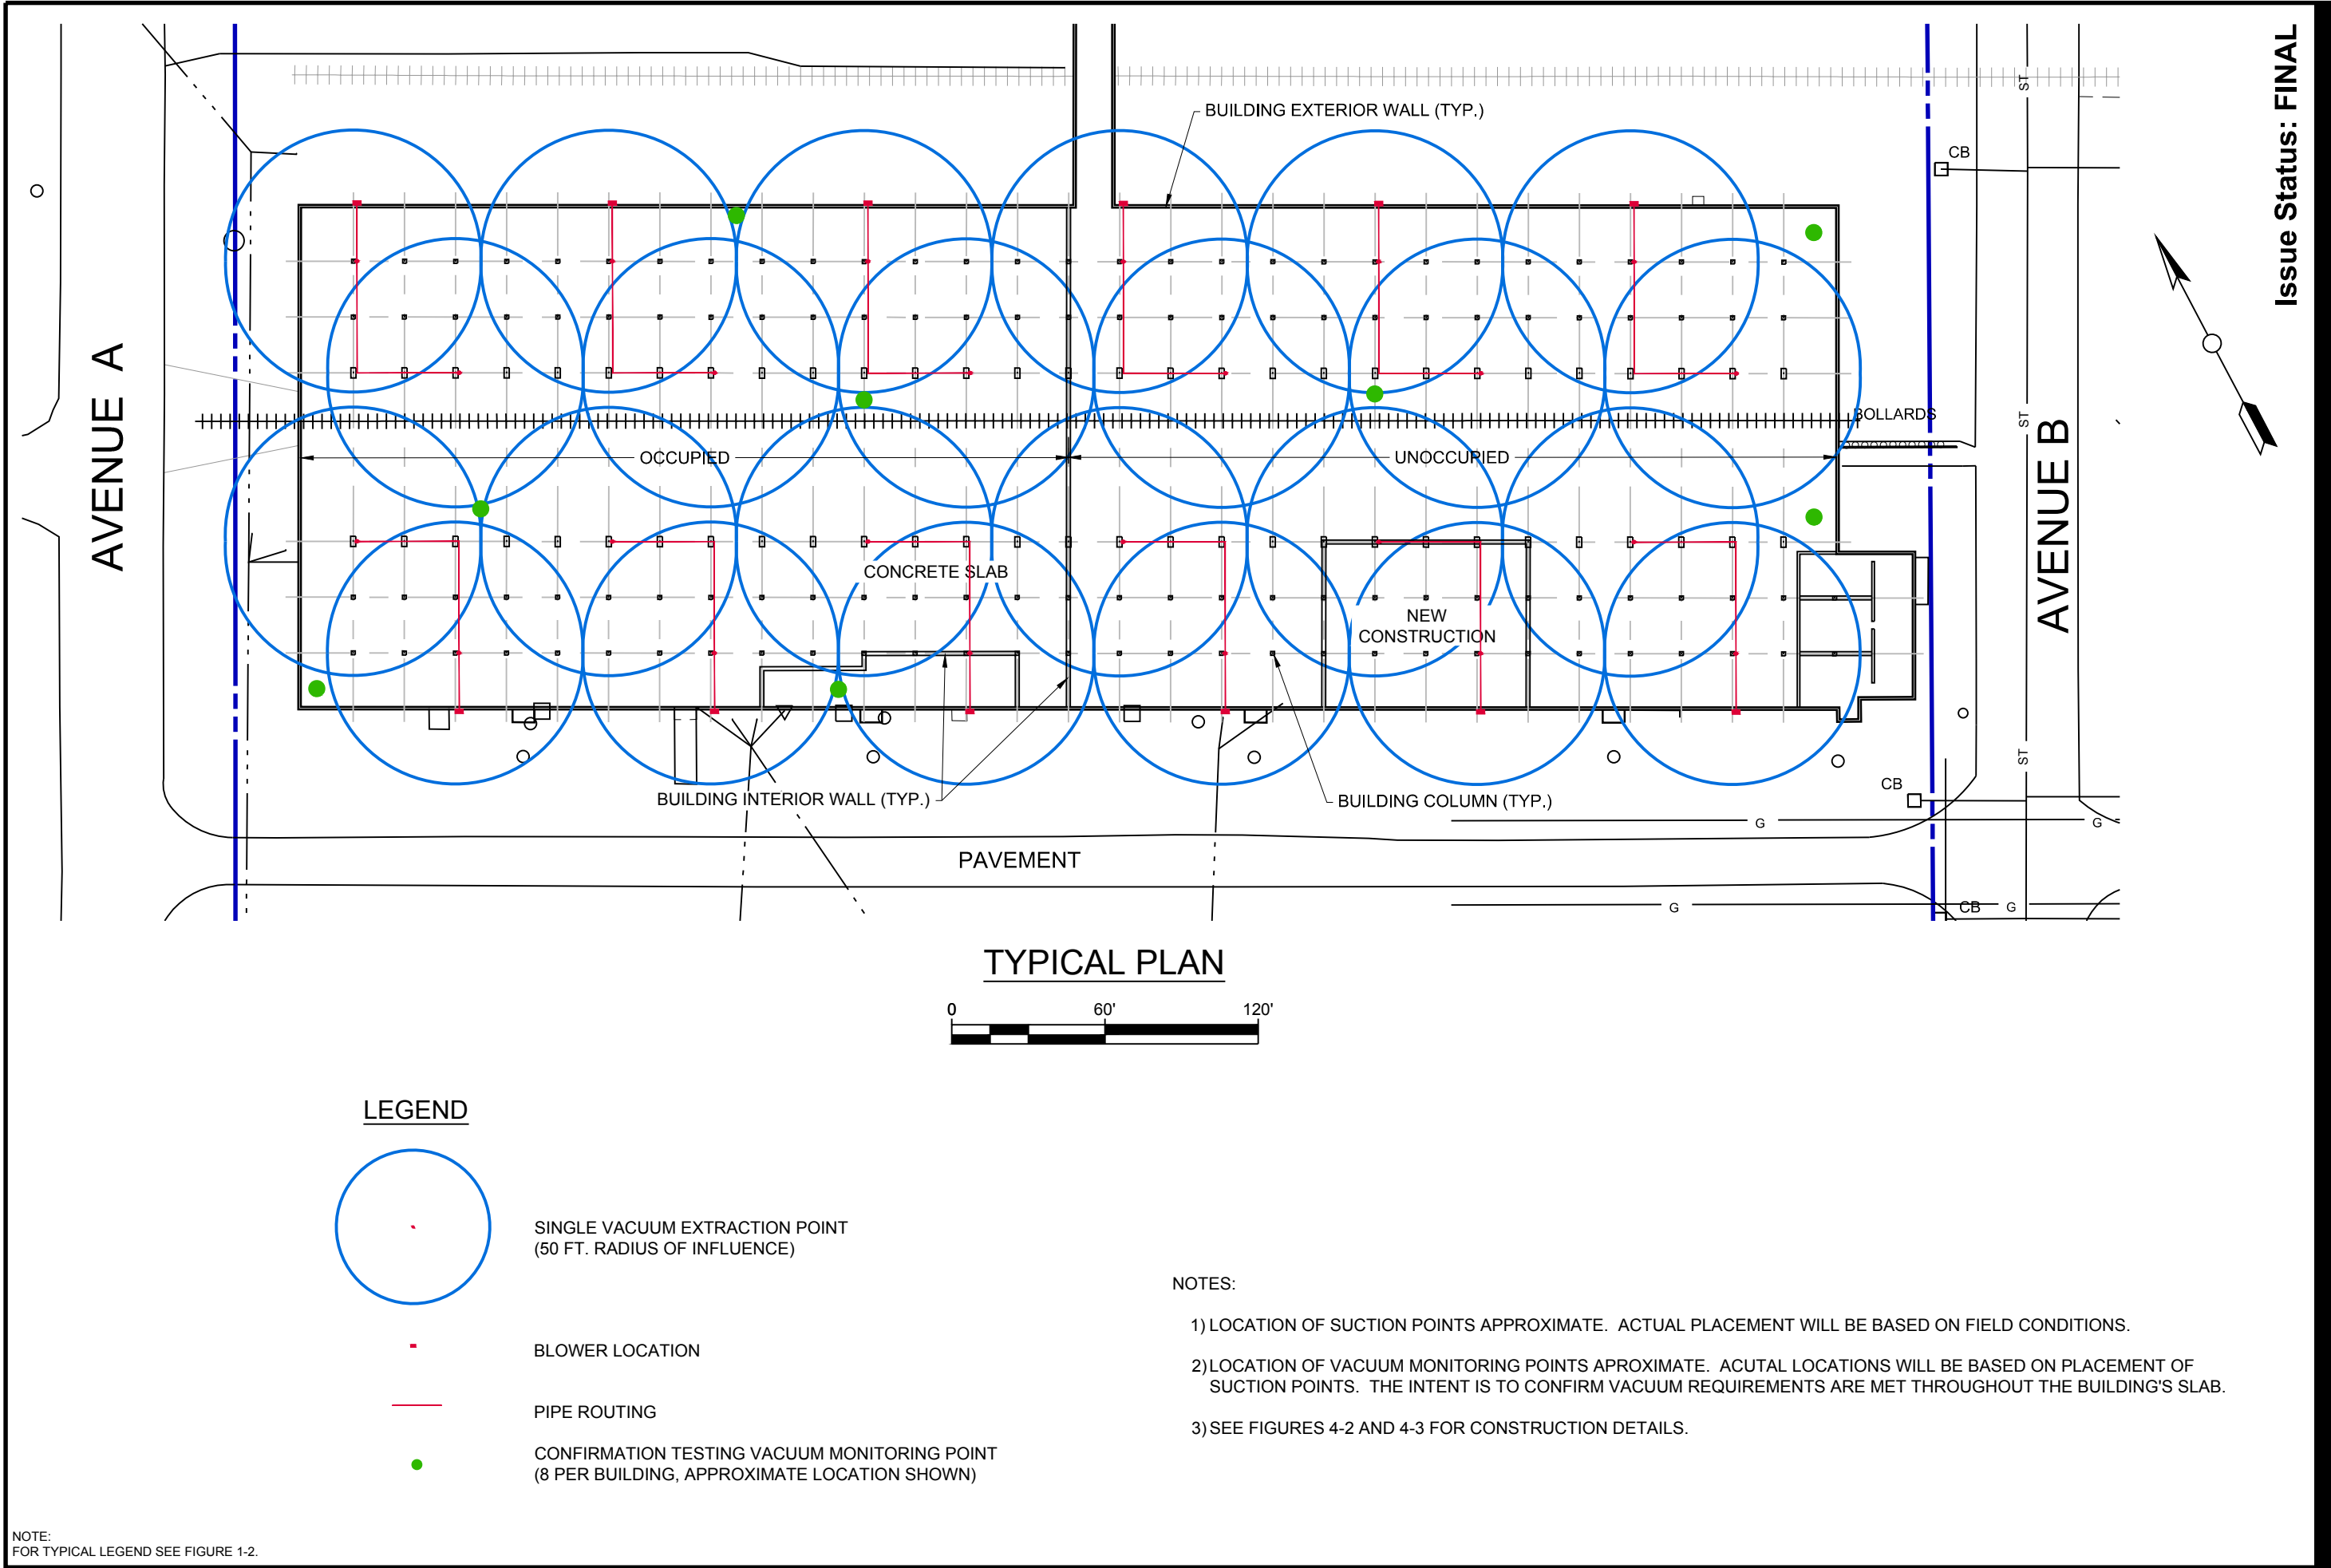 Issue Status: FINAL
ST
BUILDING EXTERIOR WALL (TYP.)
CB
AVENUE A
BOLLARDS
ST
OCCUPIED
UNOCCUPIED
AVENUE B
CONCRETE SLAB
NEW
CONSTRUCTION
ST
CB
BUILDING INTERIOR WALL (TYP.)
BUILDING COLUMN (TYP.)
G
G
PAVEMENT
G
CB
G
TYPICAL PLAN
0
60'
120'
LEGEND
SINGLE VACUUM EXTRACTION POINT
(50 FT. RADIUS OF INFLUENCE)
BLOWER LOCATION
PIPE ROUTING
CONFIRMATION TESTING VACUUM MONITORING POINT
(8 PER BUILDING, APPROXIMATE LOCATION SHOWN)
NOTES:
1) LOCATION OF SUCTION POINTS APPROXIMATE. ACTUAL PLACEMENT WILL BE BASED ON FIELD CONDITIONS.
2) LOCATION OF VACUUM MONITORING POINTS APROXIMATE. ACUTAL LOCATIONS WILL BE BASED ON PLACEMENT OF
SUCTION POINTS. THE INTENT IS TO CONFIRM VACUUM REQUIREMENTS ARE MET THROUGHOUT THE BUILDING'S SLAB.
3) SEE FIGURES 4-2 AND 4-3 FOR CONSTRUCTION DETAILS.
NOTE:
FOR TYPICAL LEGEND SEE FIGURE 1-2.